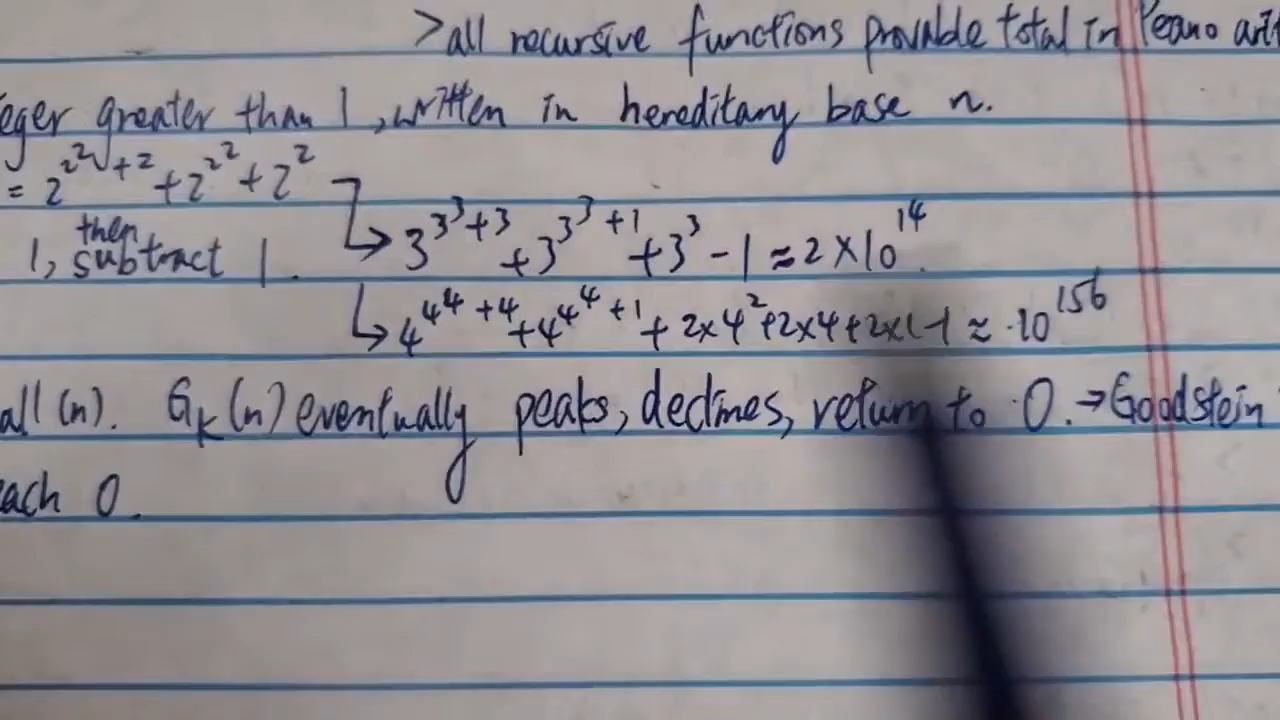 >all recursive functions provable total in Peano arit
eger greater than 1, written in hereditary base n.
= 2^{2^2+2} + 2^{2^2} + 2^2
1, then subtract 1.
→ 3^{3^3+3} + 3^{3^3+1} + 3^3 - 1 ≈ 2 × 10^{14}.
→ 4^{4^4+4} + 4^{4^4+1} + 2×4^2+2×4+2×1-1 ≈ 10^{156}
all (n). G_k(n) eventually peaks, declines, return to 0. → Goodstein
each 0.